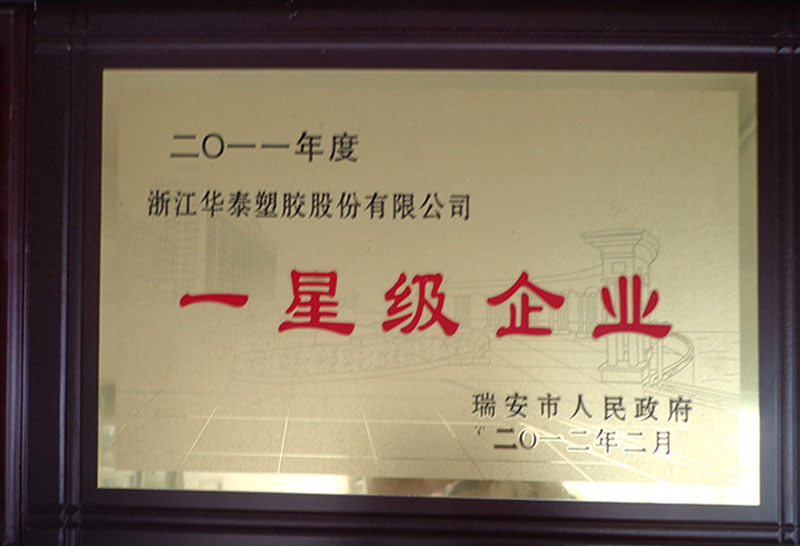 二〇一一年度
浙江华泰塑胶股份有限公司
一星级企业
瑞安市人民政府
二〇一二年二月